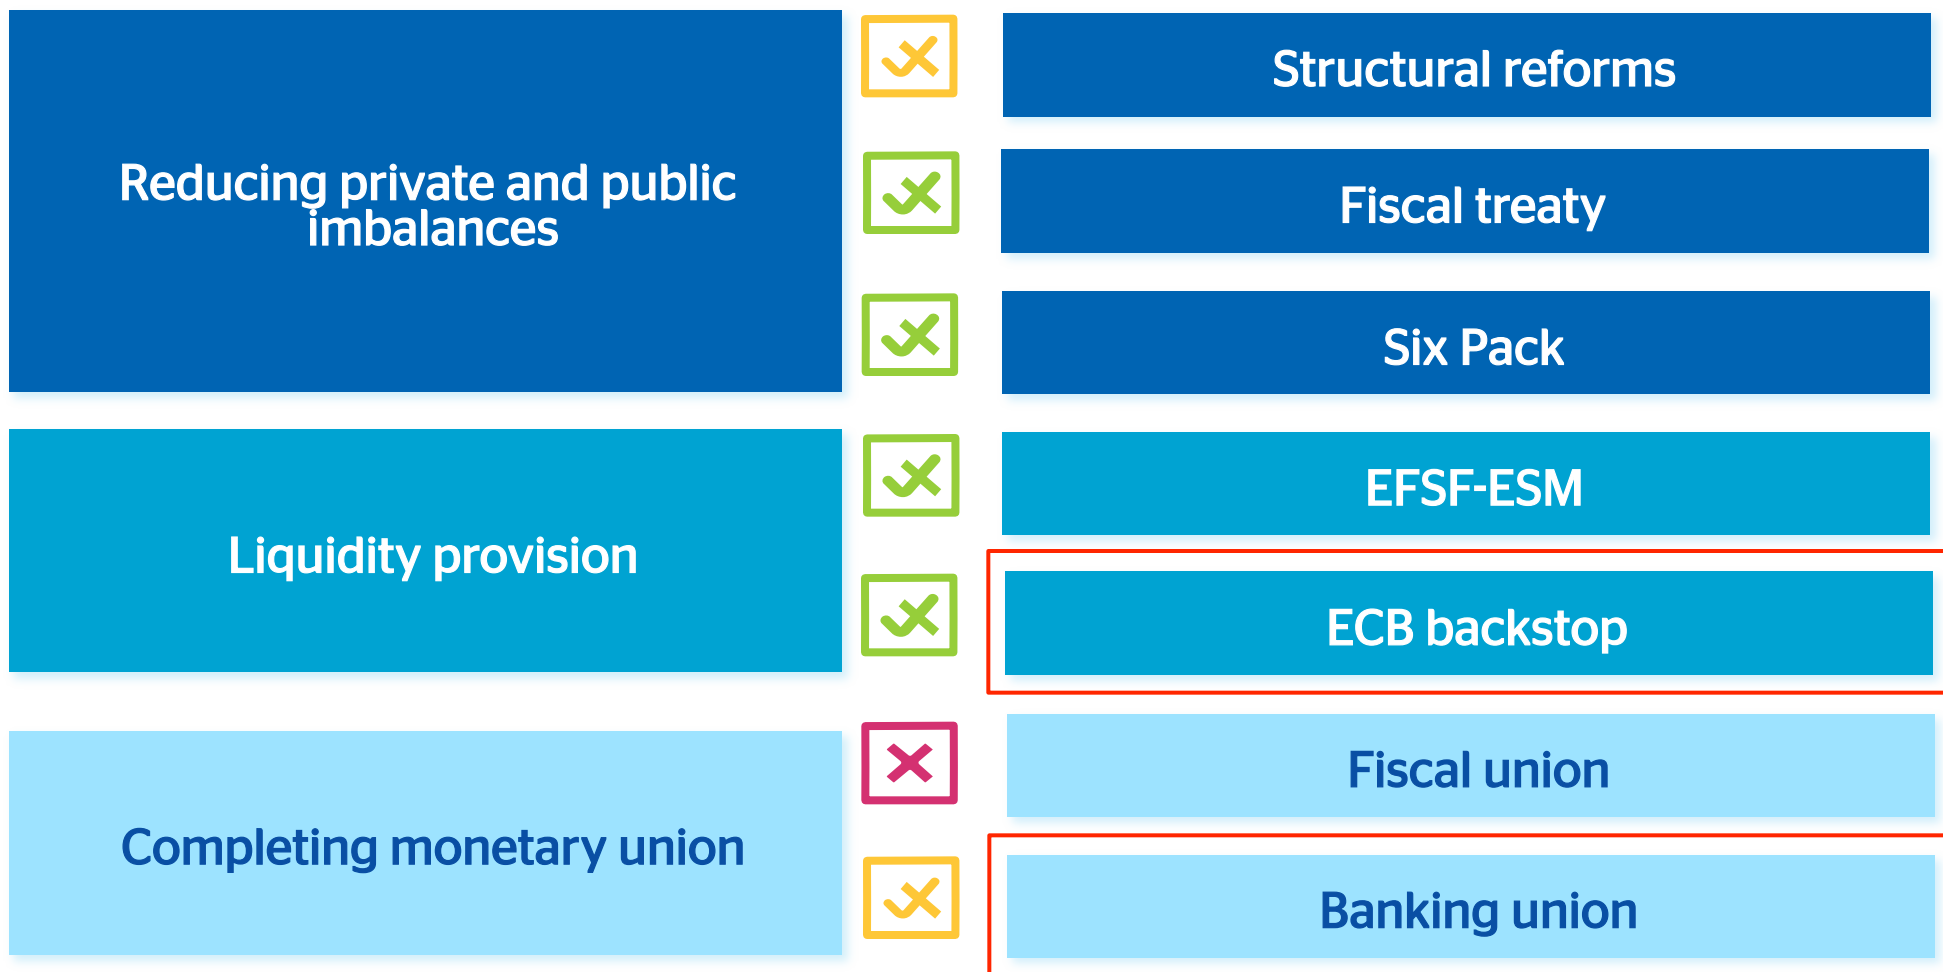 Reducing private and public
imbalances
Structural reforms
Fiscal treaty
Six Pack
Liquidity provision
EFSF-ESM
ECB backstop
Completing monetary union
Fiscal union
Banking union